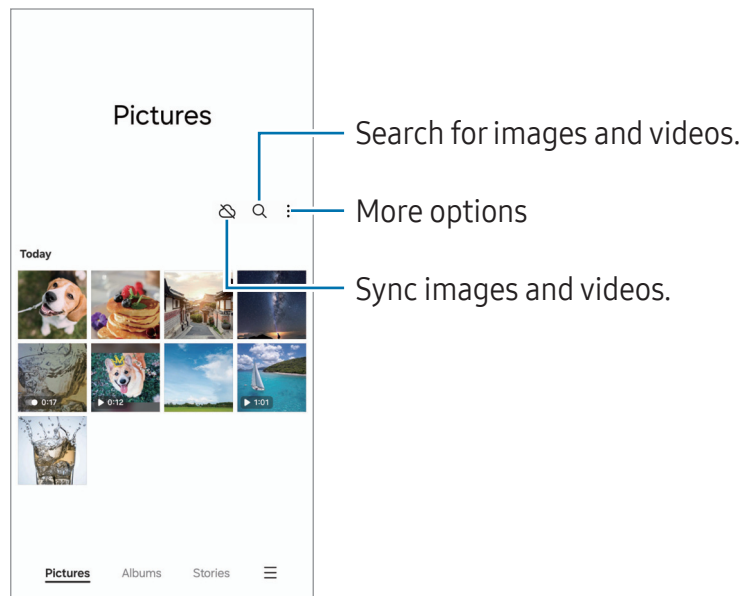 Pictures
Search for images and videos.
More options
Today
Sync images and videos.
0:17
0:12
1:01
Pictures Albums Stories